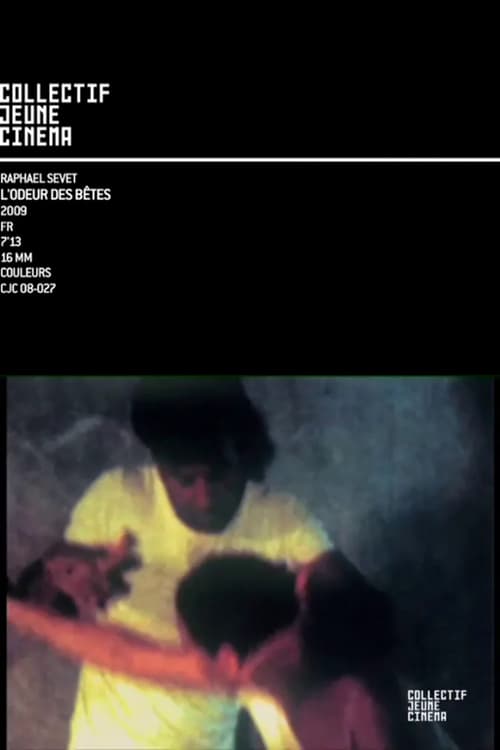 COLLECTIF
JEUNE
CINEMA
RAPHAEL SEVET
L'ODEUR DES BÊTES
2009
FR
7'13
16 MM
COULEURS
CJC 08-027
COLLECTIF
JEUNE
CINEMA